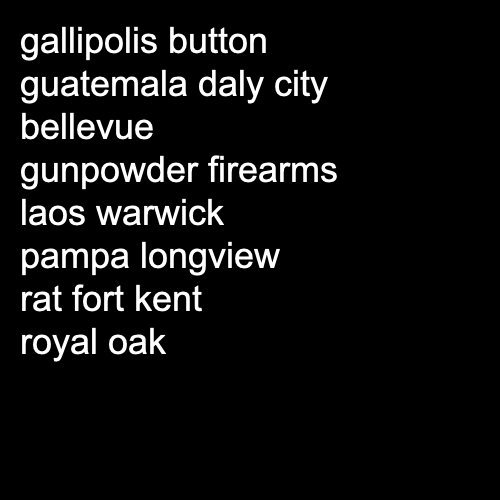 gallipolis button
guatemala daly city
bellevue
gunpowder firearms
laos warwick
pampa longview
rat fort kent
royal oak